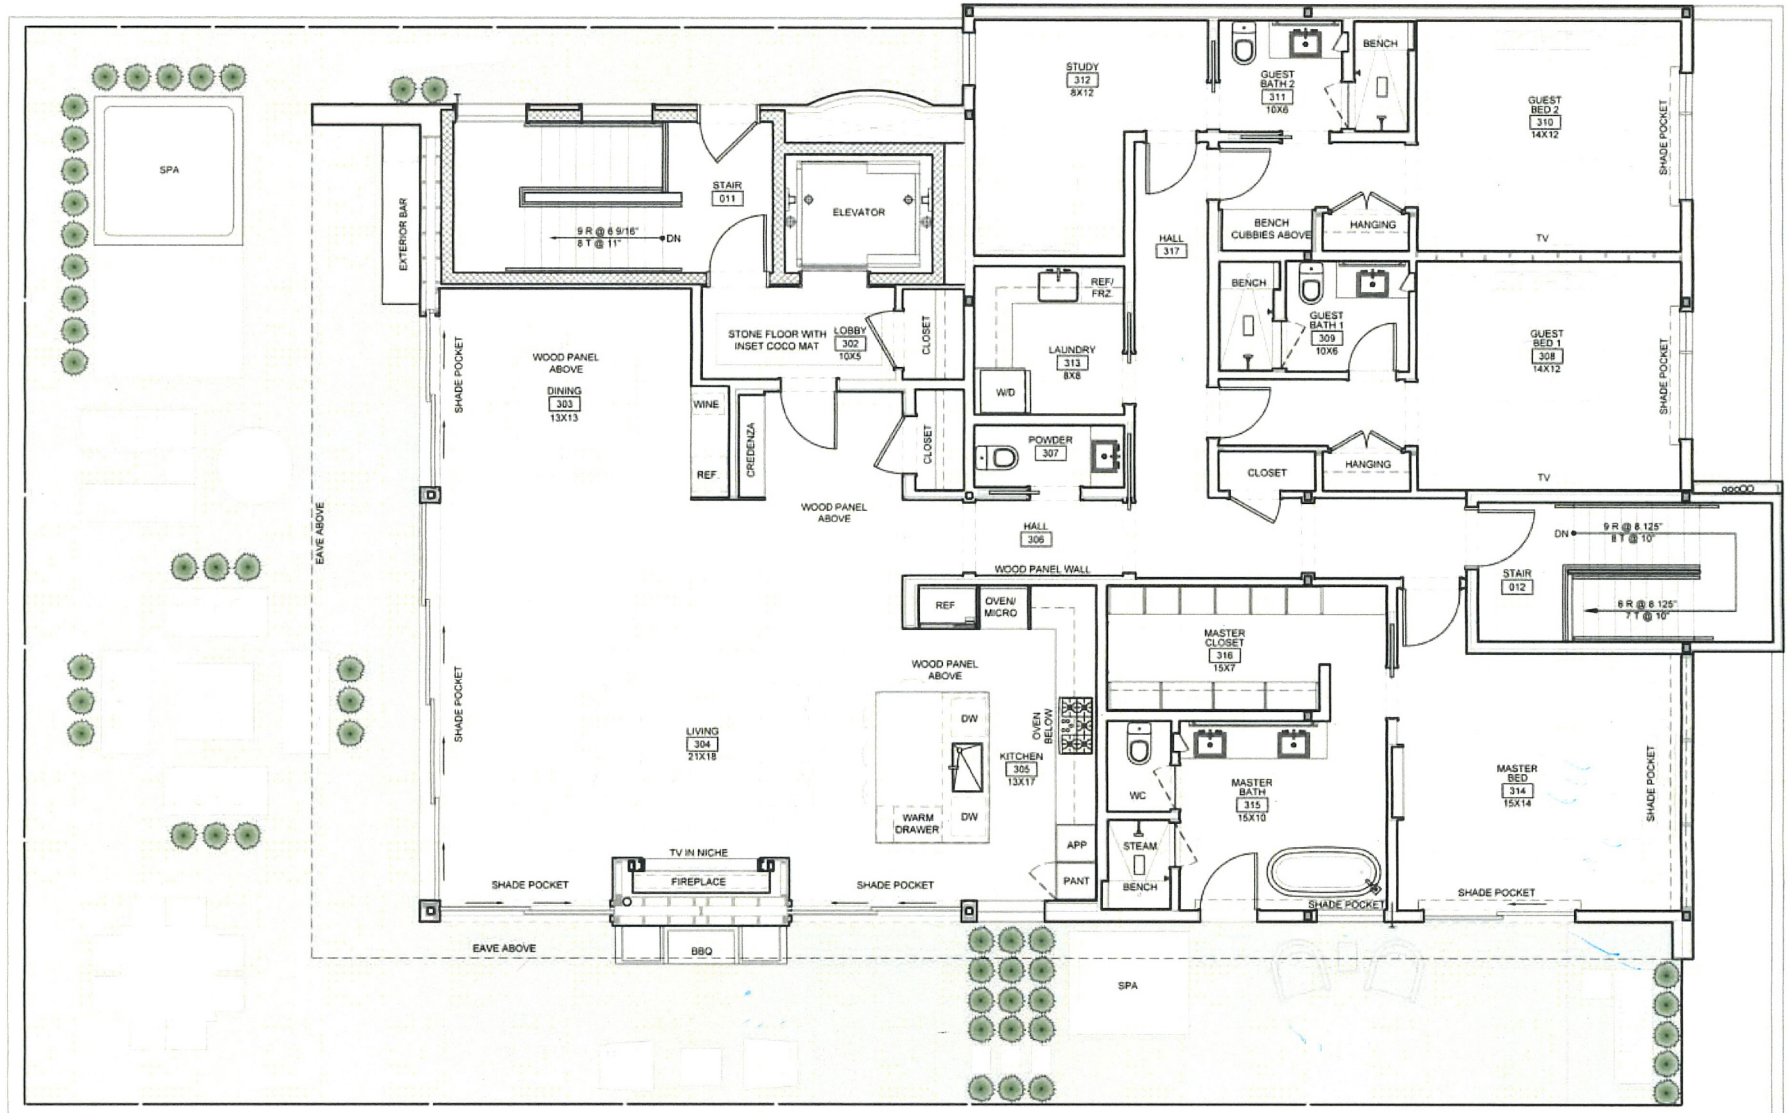 STUDY
312
8X12
GUEST
BATH 2
311
10X6
BENCH
GUEST
BED 2
310
14X12
SHADE POCKET
TV
SPA
EXTERIOR BAR
STAIR
011
9 R @ 6 9/16"
8 T @ 11"
DN
ELEVATOR
HALL
317
BENCH
CUBBIES ABOVE
HANGING
REF/
FRZ.
LAUNDRY
313
8X8
W/D
BENCH
GUEST
BATH 1
309
10X6
GUEST
BED 1
308
14X12
SHADE POCKET
TV
STONE FLOOR WITH
INSET COCO MAT
LOBBY
302
10X5
CLOSET
WOOD PANEL
ABOVE
DINING
303
13X13
SHADE POCKET
WINE
REF.
CREDENZA
CLOSET
POWDER
307
CLOSET
HANGING
WOOD PANEL
ABOVE
EAVE ABOVE
HALL
306
WOOD PANEL WALL
DN
9 R @ 8.125"
8 T @ 10"
STAIR
012
8 R @ 8.125"
7 T @ 10"
REF
OVEN/
MICRO
MASTER
CLOSET
316
15X7
WOOD PANEL
ABOVE
SHADE POCKET
LIVING
304
21X18
DW
OVEN
BELOW
KITCHEN
305
13X17
WARM
DRAWER
DW
APP
PANT
WC
MASTER
BATH
315
15X10
STEAM
BENCH
MASTER
BED
314
15X14
SHADE POCKET
TV IN NICHE
FIREPLACE
SHADE POCKET
SHADE POCKET
SHADE POCKET
SHADE POCKET
EAVE ABOVE
BBQ
SPA